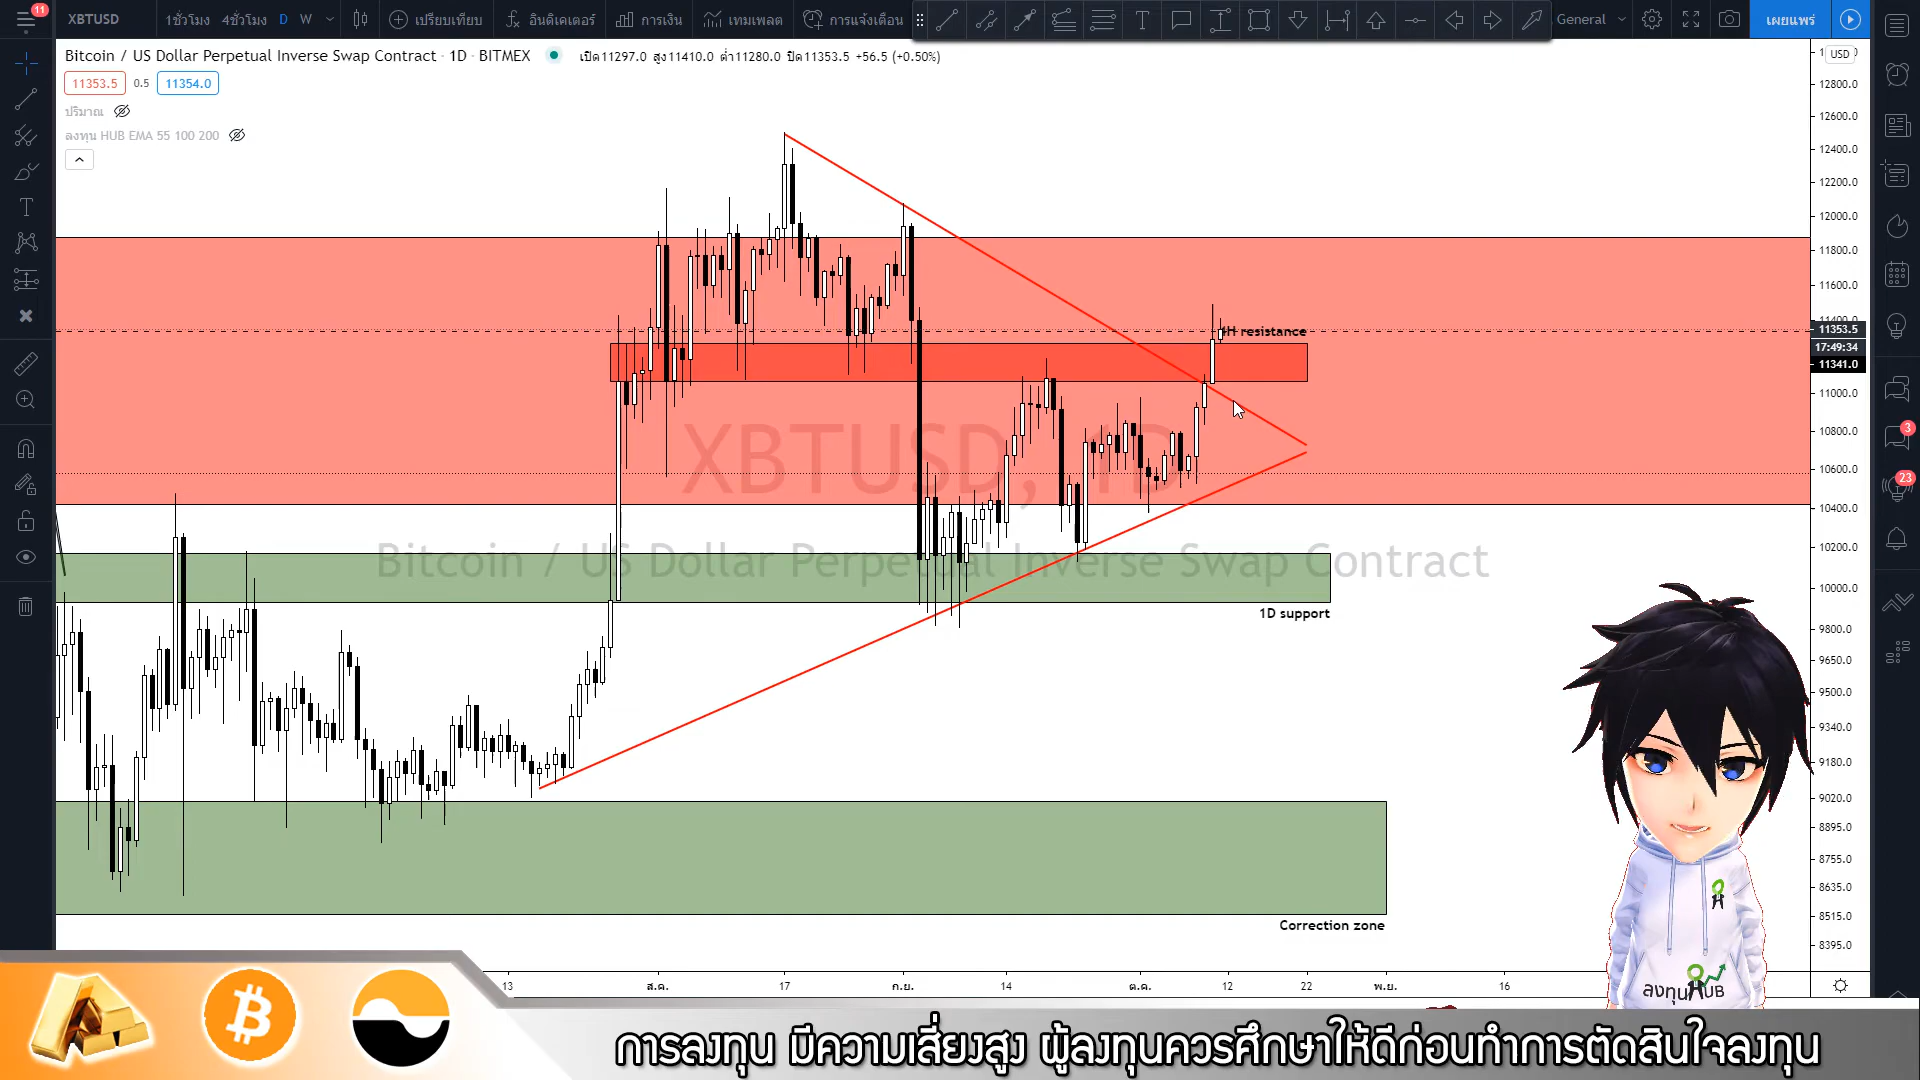 11
XBTUSD
1ชั่วโมง 4ชั่วโมง D W
เปรียบเทียบ
อินดิเคเตอร์
การเงิน
เทมเพลต
การแจ้งเตือน
General
เผยแพร่
Bitcoin / US Dollar Perpetual Inverse Swap Contract · 1D · BITMEX
เปิด11297.0 สูง11410.0 ต่ำ11280.0 ปิด11353.5 +56.5 (+0.50%)
USD
11353.5 0.5 11354.0
ปริมาณ
ลงทุน HUB EMA 55 100 200
12800.0
12600.0
12400.0
12200.0
12000.0
11800.0
11600.0
11400.0
11353.5
17:49:34
11341.0
11000.0
10800.0
10600.0
10400.0
10200.0
10000.0
9800.0
9650.0
9500.0
9340.0
9180.0
9020.0
8895.0
8755.0
8635.0
8515.0
8395.0
H resistance
XBTUSD, 1D
Bitcoin / US Dollar Perpetual Inverse Swap Contract
1D support
Correction zone
3
23
13 ส.ค. 17 ก.ย. 14 ต.ค. 12 22 พ.ย. 16
ลงทุนHUB
การลงทุน มีความเสี่ยงสูง ผู้ลงทุนควรศึกษาให้ดีก่อนทำการตัดสินใจลงทุน